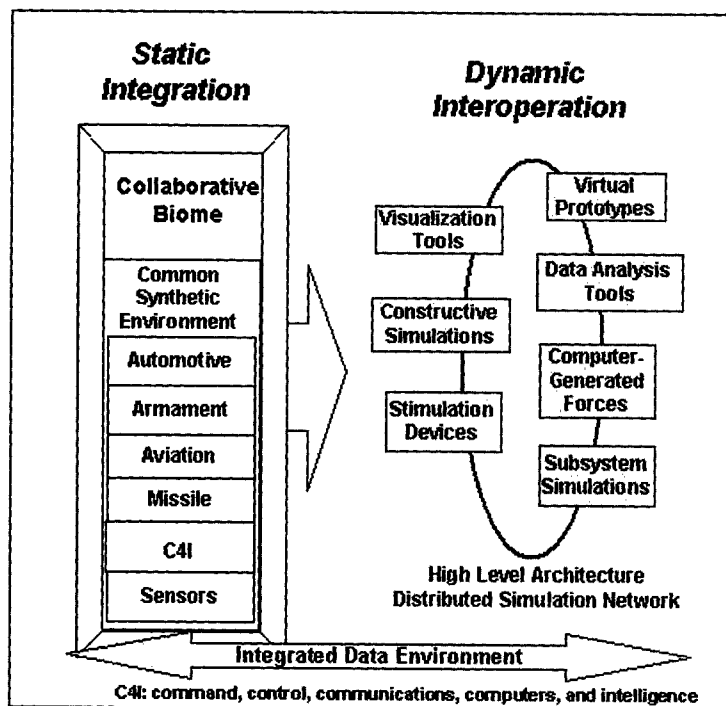 Static
Integration
Collaborative
Biome
Common
Synthetic
Environment
Automotive
Armament
Aviation
Missile
C4I
Sensors
Dynamic
Interoperation
Virtual
Prototypes
Visualization
Tools
Data Analysis
Tools
Constructive
Simulations
Computer-
Generated
Forces
Stimulation
Devices
Subsystem
Simulations
High Level Architecture
Distributed Simulation Network
Integrated Data Environment
C4I: command, control, communications, computers, and intelligence